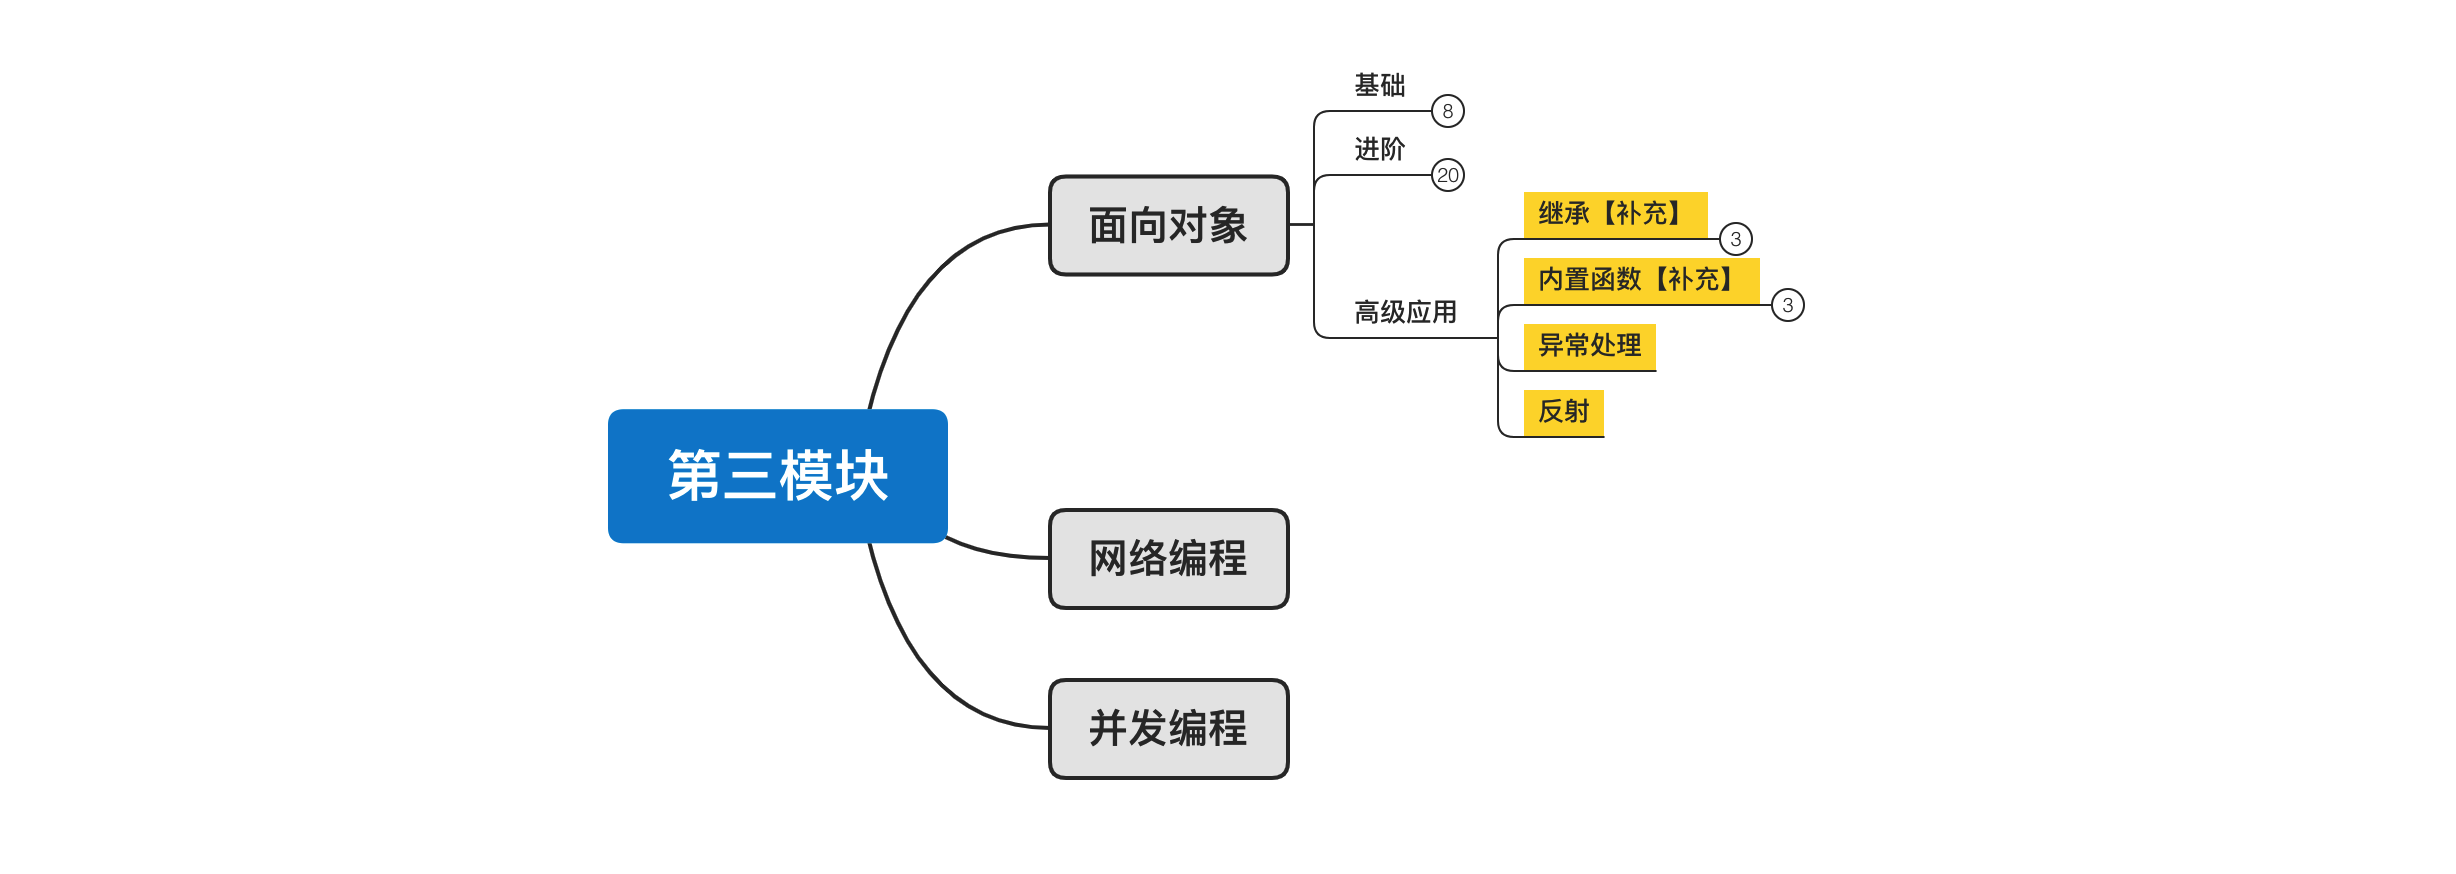 基础
8
进阶
20
继承【补充】
3
面向对象
内置函数【补充】
3
高级应用
异常处理
反射
第三模块
网络编程
并发编程